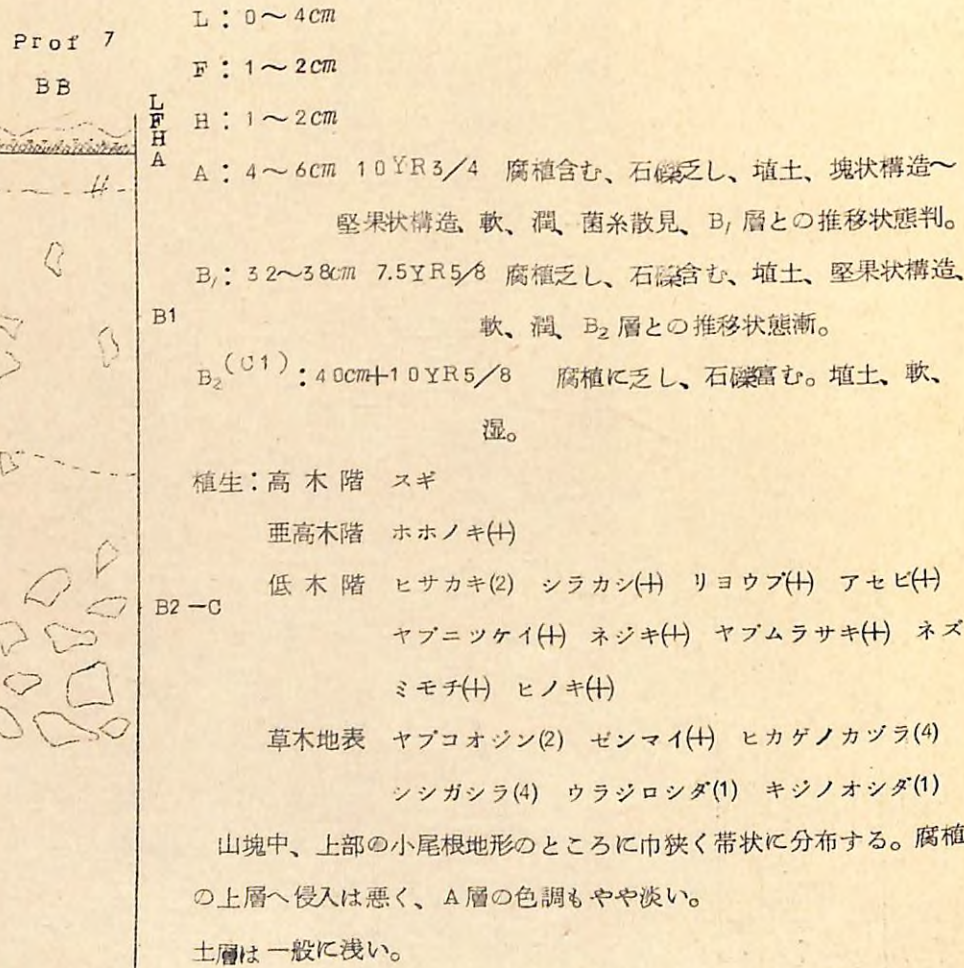 Prof 7
BB
L
F
H
A
B1
B2-C
L：0～4cm
F：1～2cm
H：1～2cm
A：4～6cm 10YR3/4 腐植含む、石礫乏し、埴土、塊状構造～
堅果状構造、軟、潤、菌糸散見、B₁層との推移状態判。
B₁：32～38cm 7.5YR5/8 腐植乏し、石礫含む、埴土、堅果状構造、
軟、潤、B₂層との推移状態漸。
B₂(C1)：40cm+10YR5/8 腐植に乏し、石礫富む。埴土、軟、
湿。
植生：高木階 スギ
亜高木階 ホホノキ(+)
低木階 ヒサカキ(2) シラカシ(+) リヨウブ(+) アセビ(+)
ヤブニツケイ(+) ネジキ(+) ヤブムラサキ(+) ネズ
ミモチ(+) ヒノキ(+)
草木地表 ヤブコオジン(2) ゼンマイ(+) ヒカゲノカヅラ(4)
シシガシラ(4) ウラジロシダ(1) キジノオシダ(1)
山塊中、上部の小尾根地形のところに巾狭く帯状に分布する。腐植
の上層へ侵入は悪く、A層の色調もやや淡い。
土層は一般に浅い。